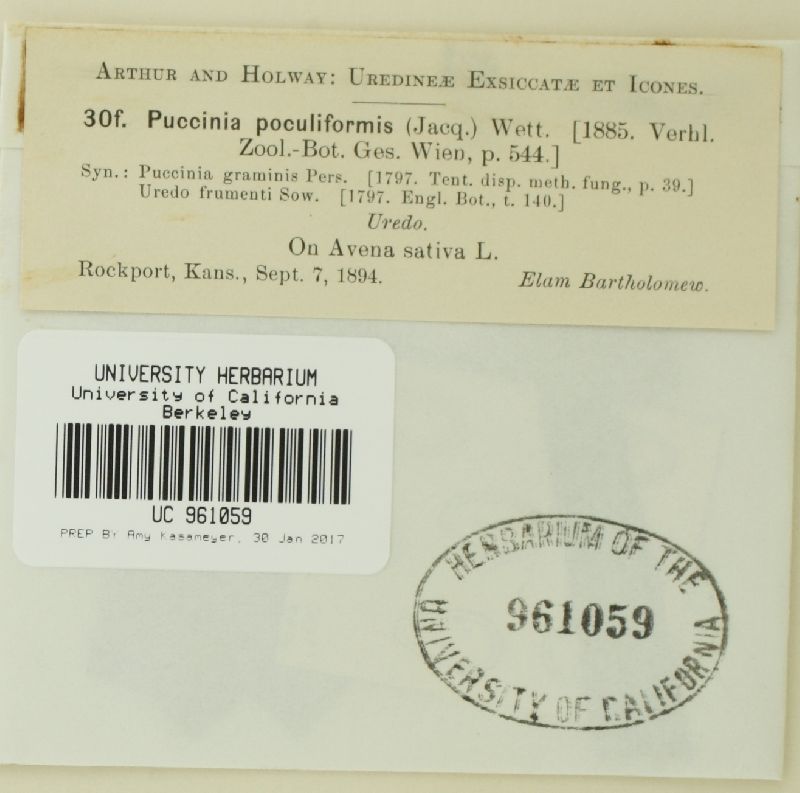 ARTHUR AND HOLWAY: UREDINEÆ EXSICCATÆ ET ICONES.
30f. Puccinia poculiformis (Jacq.) Wett. [1885. Verhl.
Zool.-Bot. Ges. Wien, p. 544.]
Syn.: Puccinia graminis Pers. [1797. Tent. disp. meth. fung., p. 39.]
Uredo frumenti Sow. [1797. Engl. Bot., t. 140.]
Uredo.
On Avena sativa L.
Rockport, Kans., Sept. 7, 1894. Elam Bartholomew.
UNIVERSITY HERBARIUM
University of California
Berkeley
UC 961059
PREP BY Amy Kasameyer, 30 Jan 2017
HERBARIUM OF THE
961059
UNIVERSITY OF CALIFORNIA